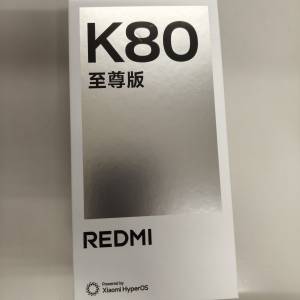 K80
至尊版
REDMI
Powered by
Xiaomi HyperOS